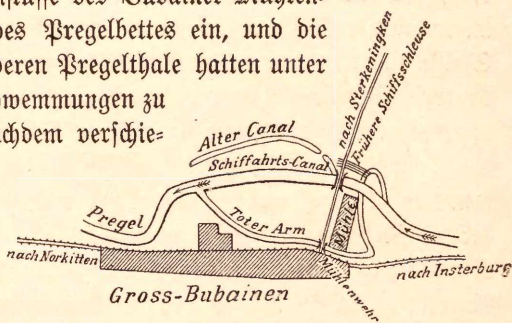 des Pregelbettes ein, und die
beren Pregelthale hatten unter
wemmungen zu
chdem verſchie=
nach Sterkeningken
Frühere Schiffsschleuse
Alter Canal
Schiffahrts-Canal
Pregel
Toter Arm
Mühle
nach Norkitten
Mühlenwehr
nach Insterburg
Gross-Bubainen